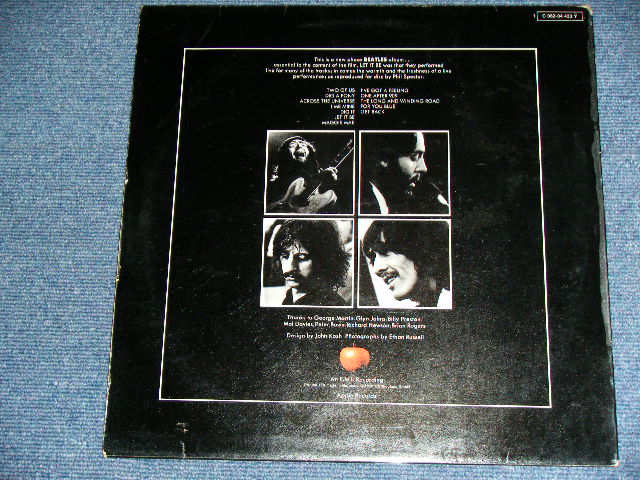 1 C 062-04 433 Y
This is a new phase BEATLES album...
essential to the content of the film, LET IT BE was that they performed
live for many of the tracks; in comes the warmth and the freshness of a live
performance; as reproduced for disc by Phil Spector.
TWO OF US
DIG A PONY
ACROSS THE UNIVERSE
I ME MINE
DIG IT
LET IT BE
MAGGIE MAE
I'VE GOT A FEELING
ONE AFTER 909
THE LONG AND WINDING ROAD
FOR YOU BLUE
GET BACK
Thanks to George Martin, Glyn Johns, Billy Preston,
Mal Davies, Peter Bown, Richard Hewson, Brian Rogers
Design by John Kosh Photographs by Ethan Russell
An E.M.I. Recording
Apple Records